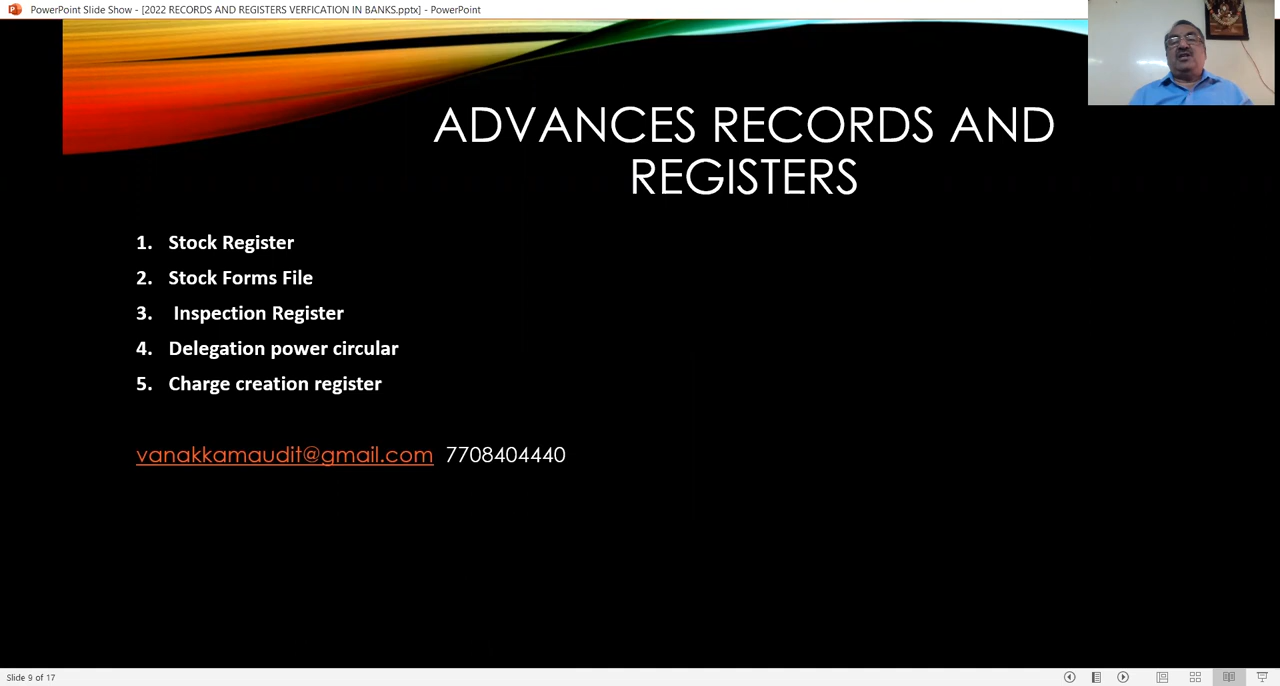 PowerPoint Slide Show - [2022 RECORDS AND REGISTERS VERFICATION IN BANKS.pptx] - PowerPoint
ADVANCES RECORDS AND
REGISTERS
1. Stock Register
2. Stock Forms File
3. Inspection Register
4. Delegation power circular
5. Charge creation register
vanakkamaudit@gmail.com 7708404440
Slide 9 of 17